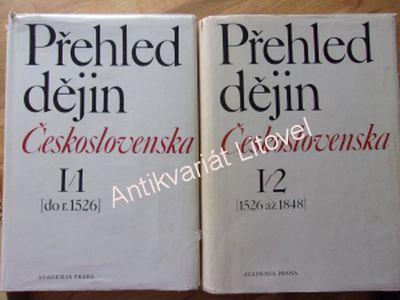 Přehled
dějin
Československa
I/1
[do r. 1526]
ACADEMIA PRAHA
Přehled
dějin
Československa
I/2
[1526 až 1848]
ACADEMIA PRAHA
Antikvariát Litovel